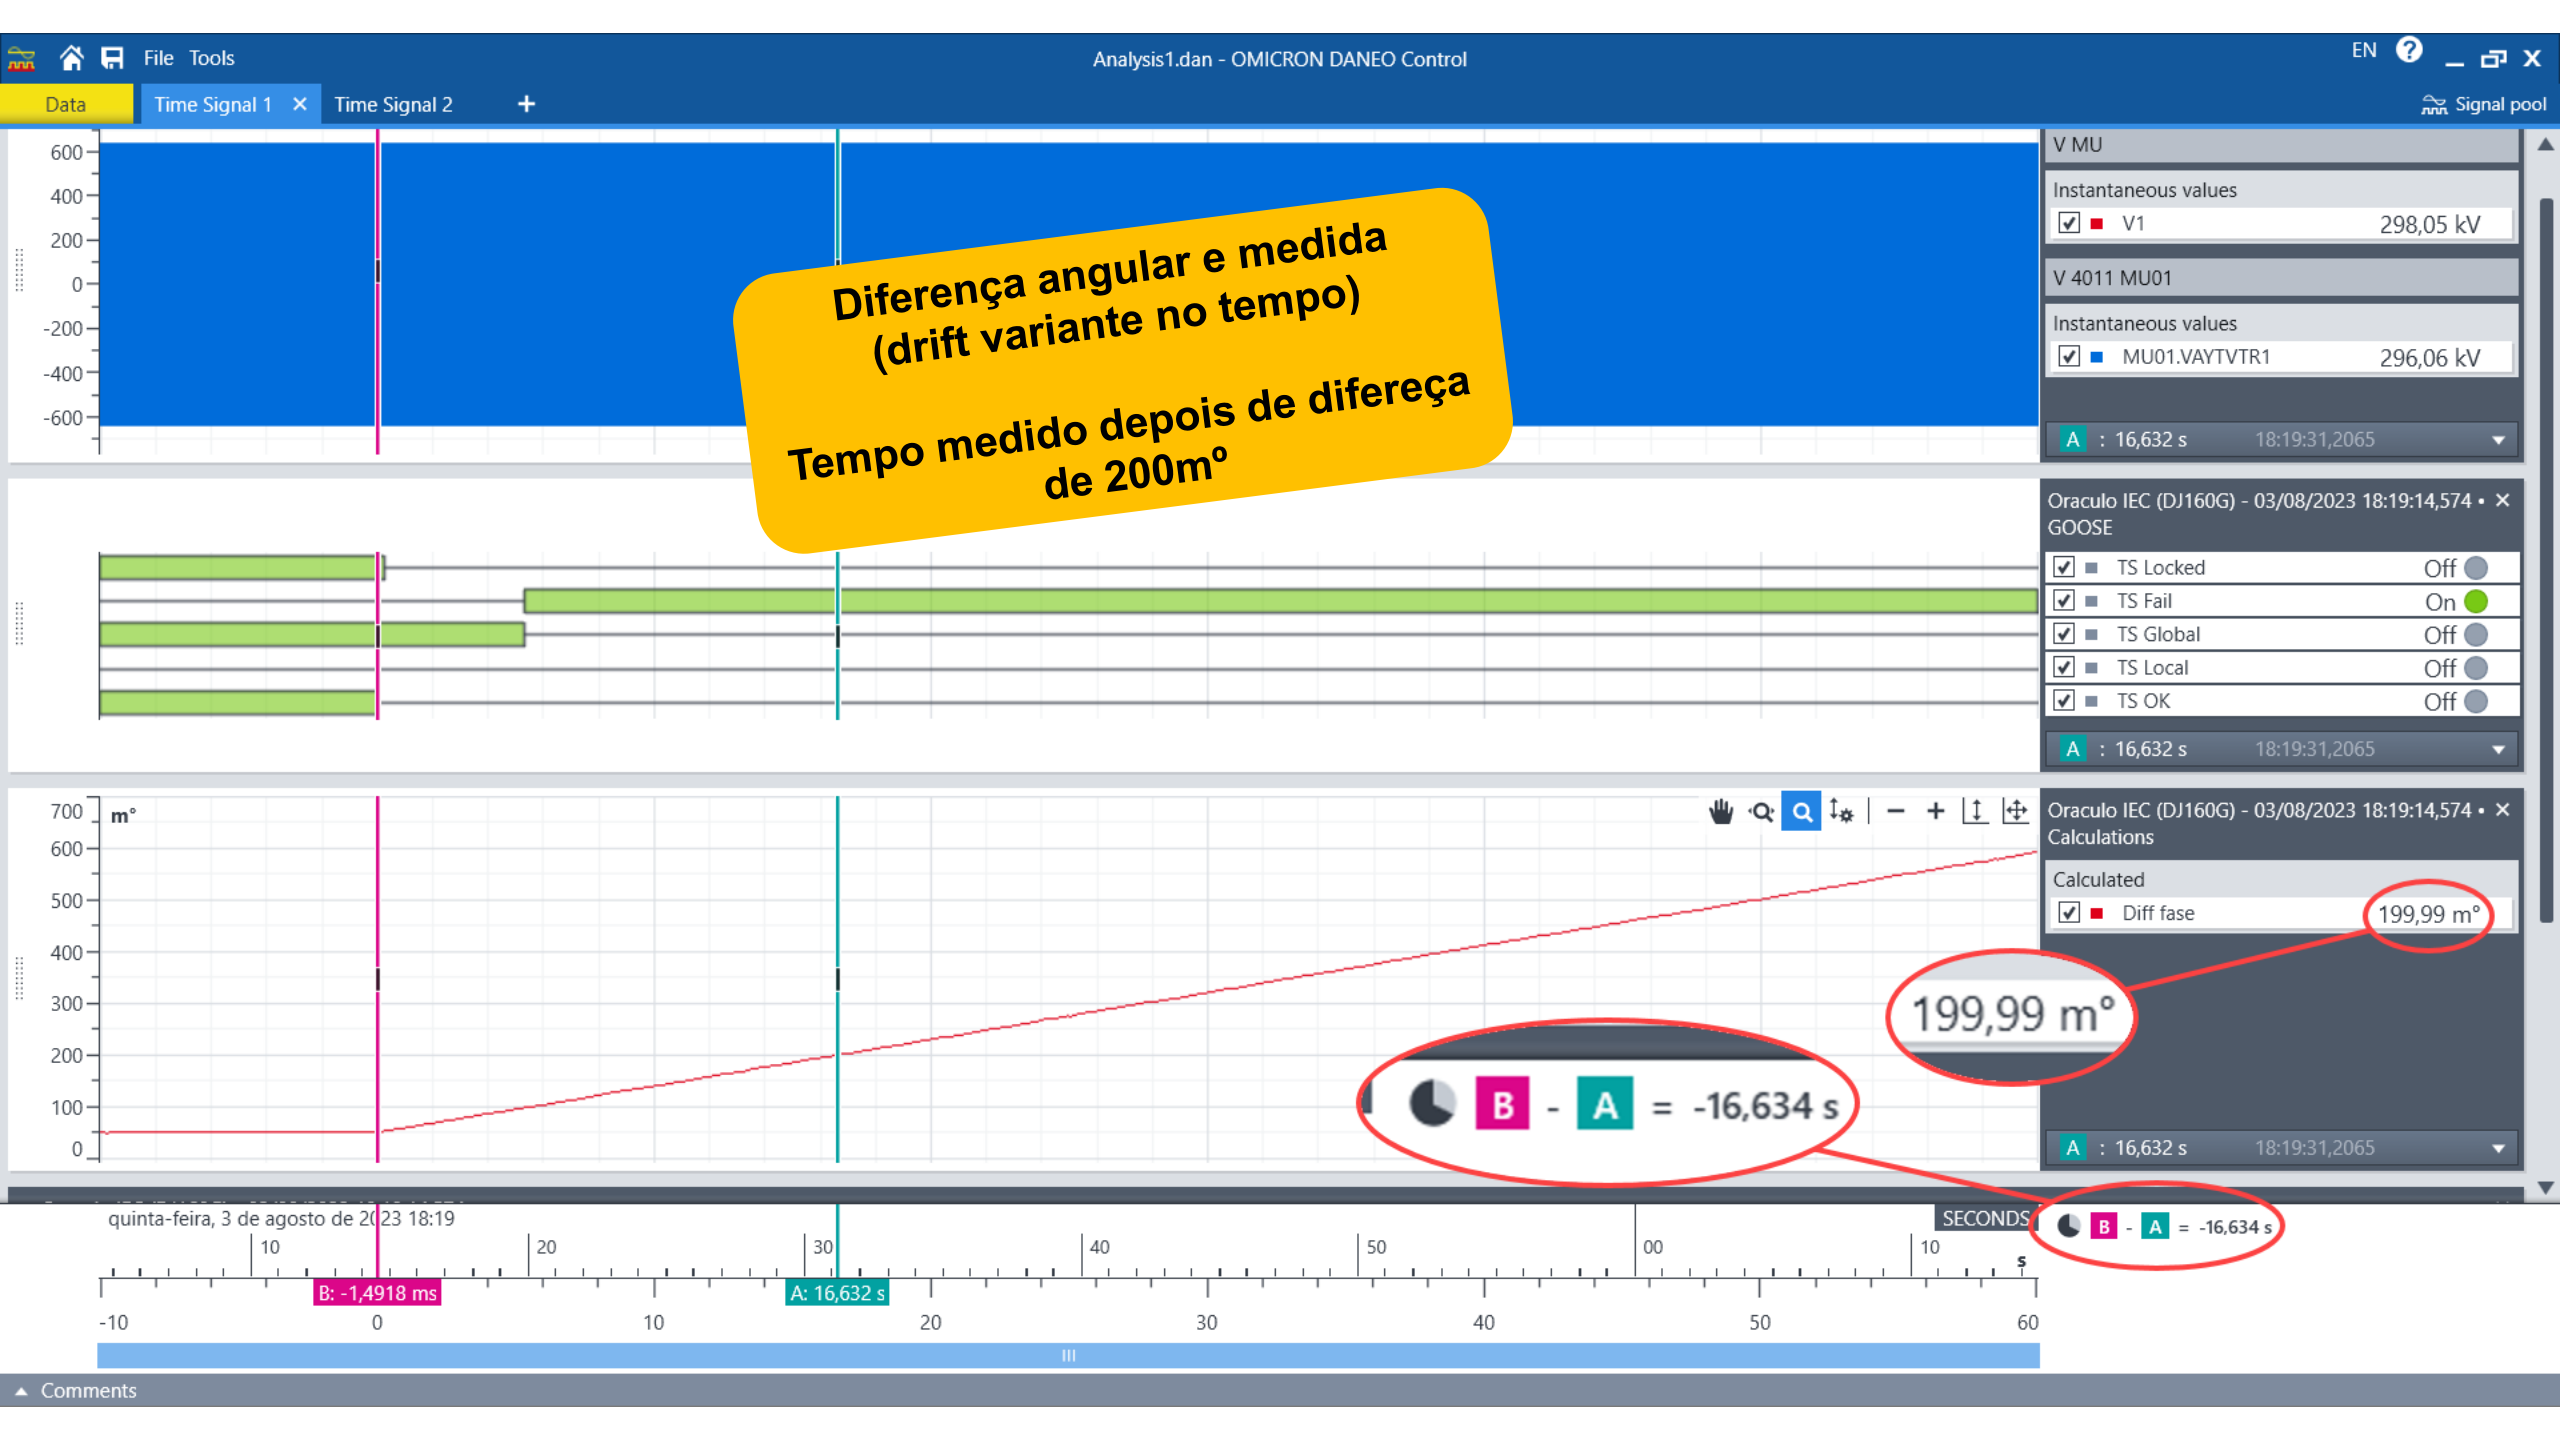 File Tools
Analysis1.dan - OMICRON DANEO Control
EN
Data
Time Signal 1
Time Signal 2
Signal pool
600
400
200
0
-200
-400
-600
Diferença angular e medida
(drift variante no tempo)
Tempo medido depois de difereça
de 200mº
V MU
Instantaneous values
V1 298,05 kV
V 4011 MU01
Instantaneous values
MU01.VAYTVTR1 296,06 kV
A : 16,632 s 18:19:31,2065
Oraculo IEC (DJ160G) - 03/08/2023 18:19:14,574 •
GOOSE
TS Locked Off
TS Fail On
TS Global Off
TS Local Off
TS OK Off
A : 16,632 s 18:19:31,2065
700
m°
600
500
400
300
200
100
0
Oraculo IEC (DJ160G) - 03/08/2023 18:19:14,574 •
Calculations
Calculated
Diff fase 199,99 m°
199,99 m°
B - A = -16,634 s
A : 16,632 s 18:19:31,2065
quinta-feira, 3 de agosto de 2023 18:19
SECONDS
B - A = -16,634 s
10 20 30 40 50 00 10
s
B: -1,4918 ms
A: 16,632 s
-10 0 10 20 30 40 50 60
Comments